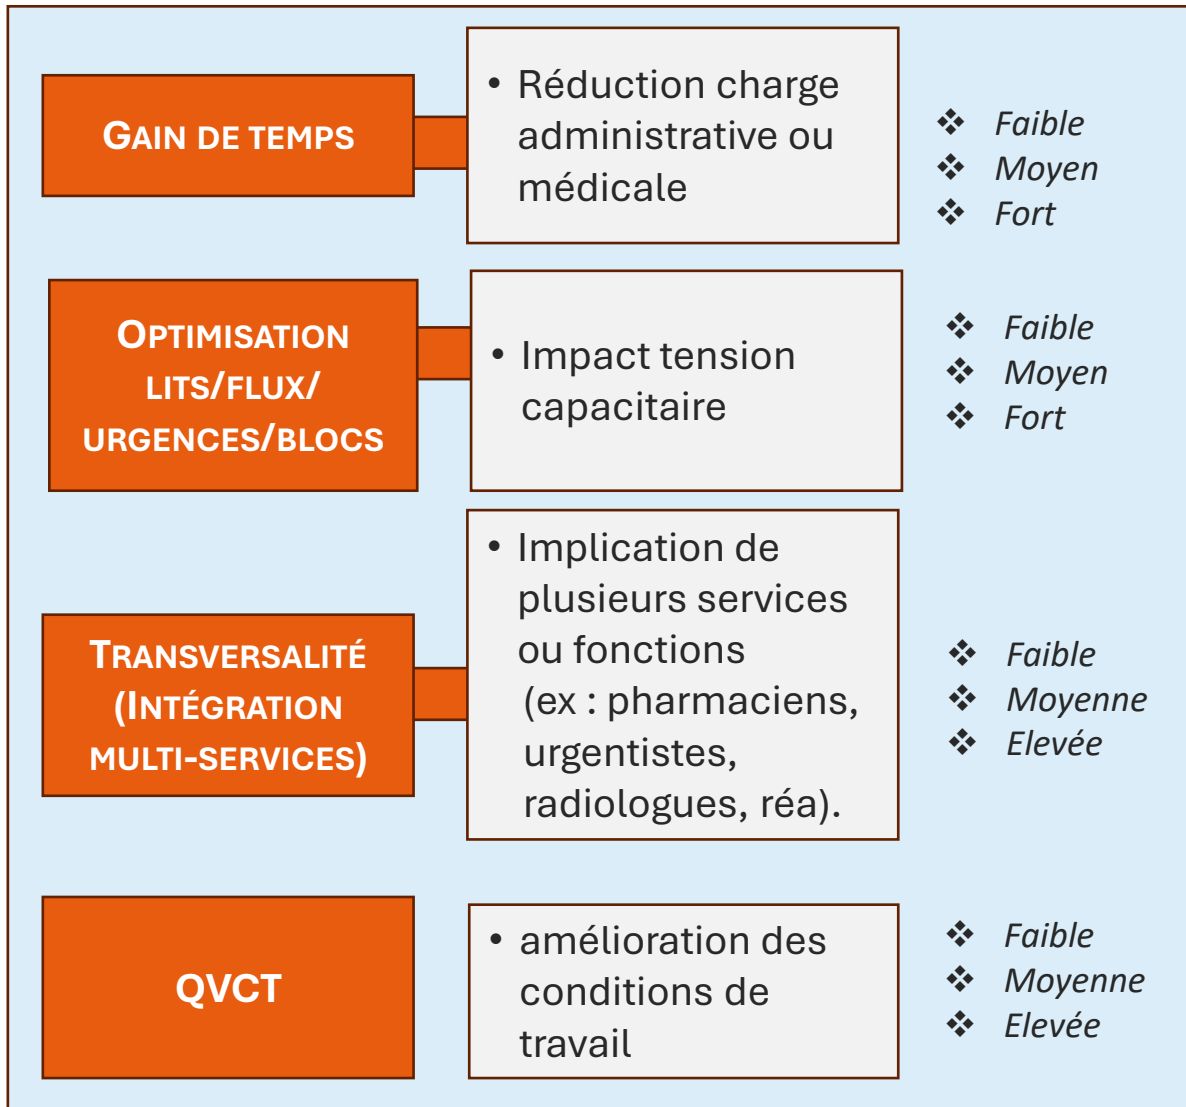 GAIN DE TEMPS
• Réduction charge
administrative ou
médicale
❖ Faible
❖ Moyen
❖ Fort
OPTIMISATION
LITS/FLUX/
URGENCES/BLOCS
• Impact tension
capacitaire
❖ Faible
❖ Moyen
❖ Fort
TRANSVERSALITÉ
(INTÉGRATION
MULTI-SERVICES)
• Implication de
plusieurs services
ou fonctions
(ex : pharmaciens,
urgentistes,
radiologues, réa).
❖ Faible
❖ Moyenne
❖ Elevée
QVCT
• amélioration des
conditions de
travail
❖ Faible
❖ Moyenne
❖ Elevée